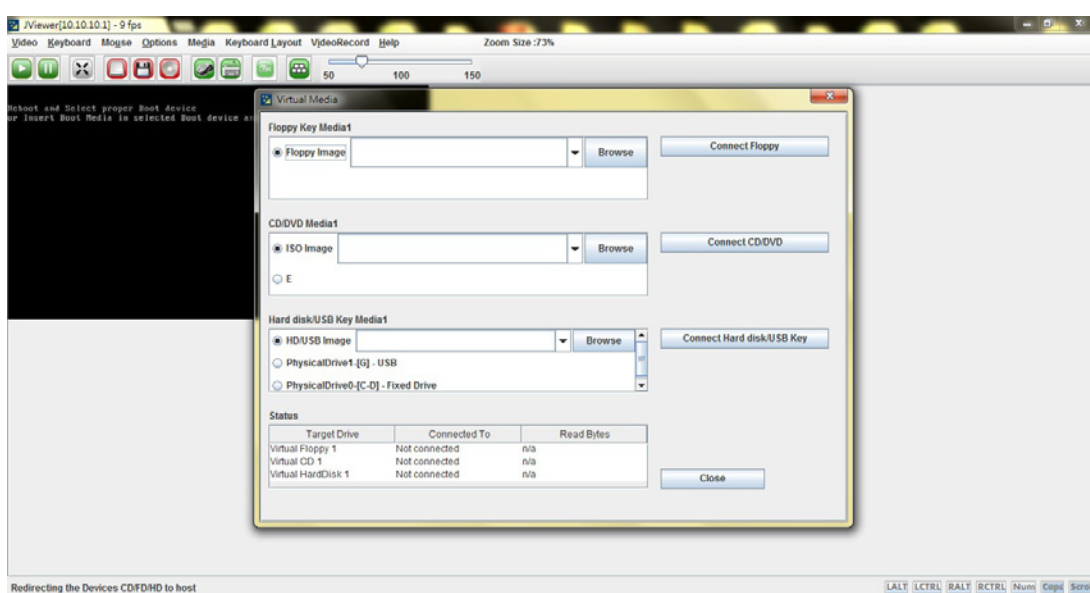 JViewer[10.10.10.1] - 9 fps
Video Keyboard Mouse Options Media Keyboard Layout VideoRecord Help Zoom Size :73%
50 100 150
Reboot and Select proper Boot device
or Insert Boot Media in selected Boot device
Virtual Media
Floppy Key Media1
Floppy Image Browse Connect Floppy
CD/DVD Media1
ISO Image Browse Connect CD/DVD
E
Hard disk/USB Key Media1
HD/USB Image Browse Connect Hard disk/USB Key
PhysicalDrive1-[G] - USB
PhysicalDrive0-[C-D] - Fixed Drive
Status
Target Drive Connected To Read Bytes
Virtual Floppy 1 Not connected n/a
Virtual CD 1 Not connected n/a
Virtual HardDisk 1 Not connected n/a
Close
Redirecting the Devices CD/FD/HD to host LALT LCTRL RALT RCTRL Num Caps Scro